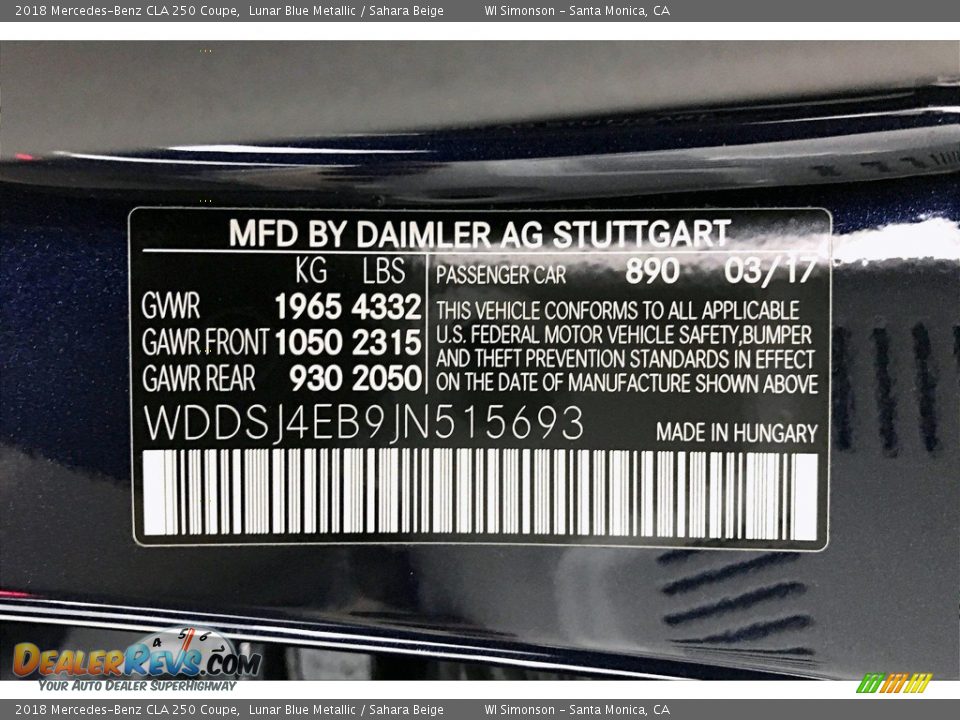 2018 Mercedes-Benz CLA 250 Coupe, Lunar Blue Metallic / Sahara Beige WI Simonson - Santa Monica, CA
MFD BY DAIMLER AG STUTTGART
KG LBS
GVWR 1965 4332
GAWR FRONT 1050 2315
GAWR REAR 930 2050
PASSENGER CAR 890 03/17
THIS VEHICLE CONFORMS TO ALL APPLICABLE
U.S. FEDERAL MOTOR VEHICLE SAFETY,BUMPER
AND THEFT PREVENTION STANDARDS IN EFFECT
ON THE DATE OF MANUFACTURE SHOWN ABOVE
WDDSJ4EB9JN515693
MADE IN HUNGARY
4 5 6
DEALERREVS.COM
YOUR AUTO DEALER SUPERHIGHWAY
2018 Mercedes-Benz CLA 250 Coupe, Lunar Blue Metallic / Sahara Beige WI Simonson - Santa Monica, CA